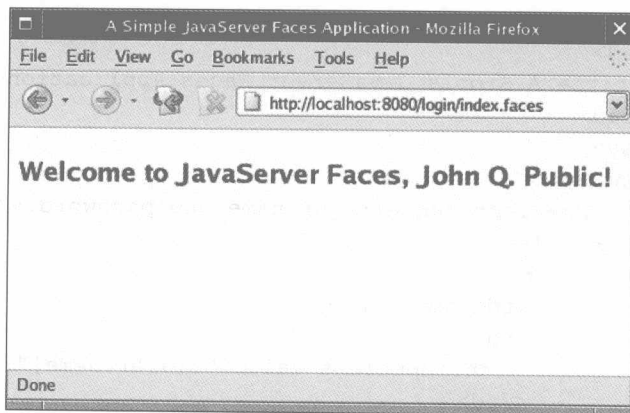 A Simple JavaServer Faces Application - Mozilla Firefox
File Edit View Go Bookmarks Tools Help
http://localhost:8080/login/index.faces
Welcome to JavaServer Faces, John Q. Public!
Done